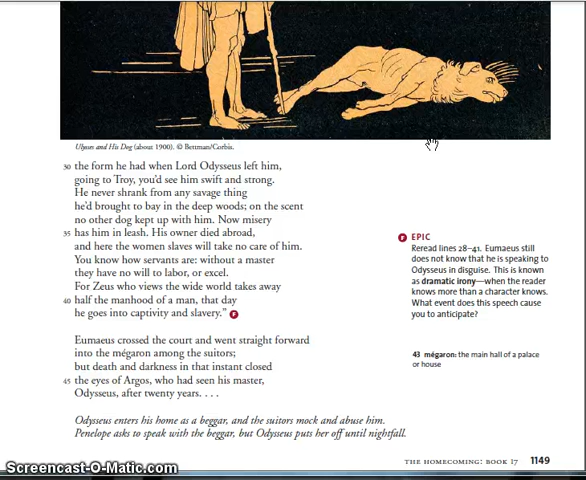 Ulysses and His Dog (about 1900). © Bettman/Corbis.
30 the form he had when Lord Odysseus left him,
going to Troy, you'd see him swift and strong.
He never shrank from any savage thing
he'd brought to bay in the deep woods; on the scent
no other dog kept up with him. Now misery
35 has him in leash. His owner died abroad,
and here the women slaves will take no care of him.
You know how servants are: without a master
they have no will to labor, or excel.
For Zeus who views the wide world takes away
40 half the manhood of a man, that day
he goes into captivity and slavery." F
Eumaeus crossed the court and went straight forward
into the mégaron among the suitors;
but death and darkness in that instant closed
45 the eyes of Argos, who had seen his master,
Odysseus, after twenty years. . . .
Odysseus enters his home as a beggar, and the suitors mock and abuse him.
Penelope asks to speak with the beggar, but Odysseus puts her off until nightfall.
F EPIC
Reread lines 28–41. Eumaeus still
does not know that he is speaking to
Odysseus in disguise. This is known
as dramatic irony—when the reader
knows more than a character knows.
What event does this speech cause
you to anticipate?
43 mégaron: the main hall of a palace
or house
THE HOMECOMING: BOOK 17 1149
Screencast-O-Matic.com